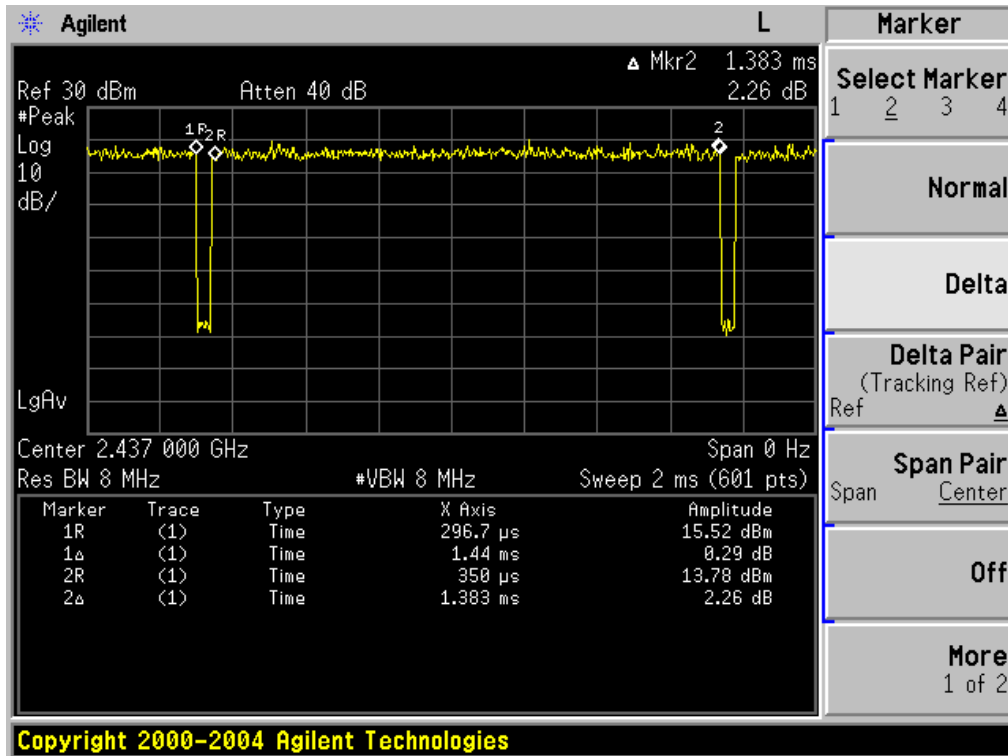 Agilent L Marker
Δ Mkr2 1.383 ms
Ref 30 dBm Atten 40 dB 2.26 dB
#Peak
Log
10
dB/
1R 2R 2
LgAv
Center 2.437 000 GHz Span 0 Hz
Res BW 8 MHz #VBW 8 MHz Sweep 2 ms (601 pts)
Marker Trace Type X Axis Amplitude
1R (1) Time 296.7 µs 15.52 dBm
1Δ (1) Time 1.44 ms 0.29 dB
2R (1) Time 350 µs 13.78 dBm
2Δ (1) Time 1.383 ms 2.26 dB
Select Marker
1 2 3 4
Normal
Delta
Delta Pair
(Tracking Ref)
Ref Δ
Span Pair
Span Center
Off
More
1 of 2
Copyright 2000-2004 Agilent Technologies